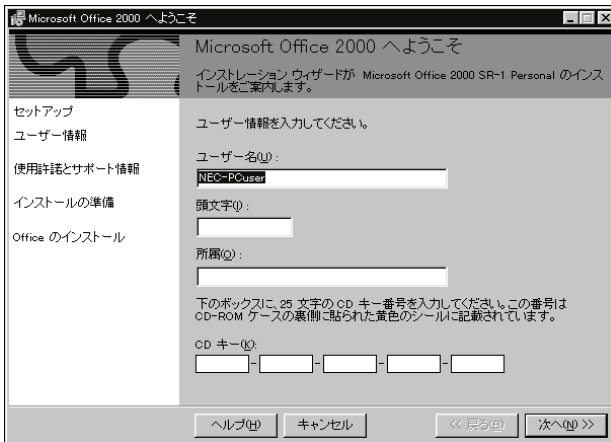 Microsoft Office 2000 へようこそ
Microsoft Office 2000 へようこそ
インストレーション ウィザードが Microsoft Office 2000 SR-1 Personal のインス
トールをご案内します。
セットアップ
ユーザー情報
使用許諾とサポート情報
インストールの準備
Office のインストール
ユーザー情報を入力してください。
ユーザー名(U) :
NEC-PCuser
頭文字(I) :
所属(O) :
下のボックスに、25 文字の CD キー番号を入力してください。この番号は
CD-ROM ケースの裏側に貼られた黄色のシールに記載されています。
CD キー(K):
- - - -
ヘルプ(H)
キャンセル
<< 戻る(B)
次へ(N) >>